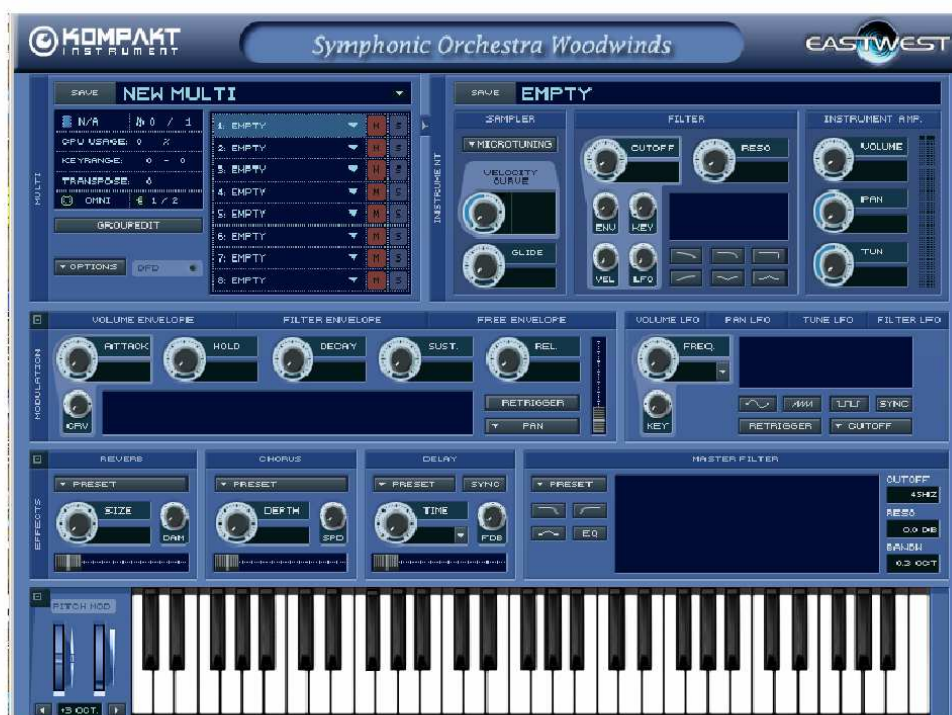 KOMPAKT
INSTRUMENT
Symphonic Orchestra Woodwinds
EASTWEST
MULTI
SAVE NEW MULTI
N/A 0 / 1
CPU USAGE: 0 %
KEYRANGE: 0 - 0
TRANSPOSE: 0
OMNI 1 / 2
GROUPEDIT
OPTIONS DFD
1: EMPTY M S
2: EMPTY M S
3: EMPTY M S
4: EMPTY M S
5: EMPTY M S
6: EMPTY M S
7: EMPTY M S
8: EMPTY M S
INSTRUMENT
SAVE EMPTY
SAMPLER
MICROTUNING
VELOCITY
CURVE
GLIDE
FILTER
CUTOFF RESO
ENV KEY
VEL LFO
INSTRUMENT AMP.
VOLUME
PAN
TUN
MODULATION
VOLUME ENVELOPE FILTER ENVELOPE FREE ENVELOPE
ATTACK HOLD DECAY SUST. REL.
CRV
RETRIGGER
PAN
VOLUME LFO PAN LFO TUNE LFO FILTER LFO
FREQ.
KEY
SYNC
RETRIGGER CUTOFF
EFFECTS
REVERB
PRESET
SIZE
DAM
CHORUS
PRESET
DEPTH
SPD
DELAY
PRESET SYNC
TIME
FDB
MASTER FILTER
PRESET
EQ
CUTOFF
45HZ
RESO
0.0 DB
BANDW
0.3 OCT
PITCH MOD
+3 OCT.